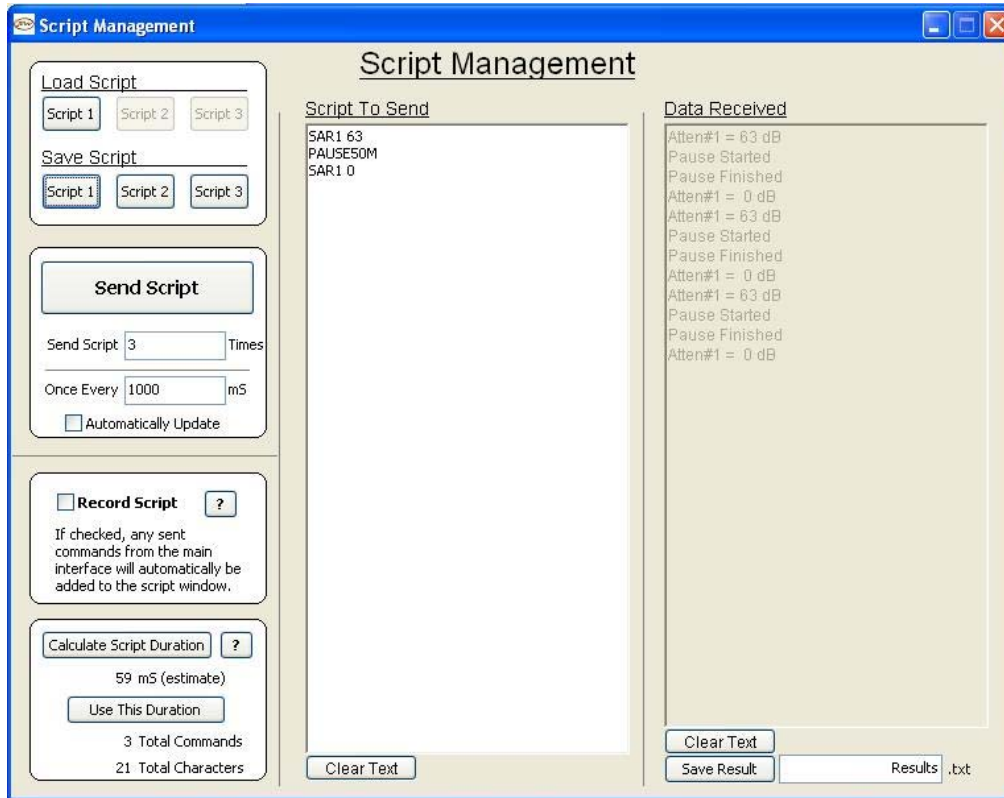 Script Management
Script Management
Load Script
Script 1 Script 2 Script 3
Save Script
Script 1 Script 2 Script 3
Send Script
Send Script 3 Times
Once Every 1000 mS
Automatically Update
Record Script ?
If checked, any sent
commands from the main
interface will automatically be
added to the script window.
Calculate Script Duration ?
59 mS (estimate)
Use This Duration
3 Total Commands
21 Total Characters
Script To Send
SAR1 63
PAUSE50M
SAR1 0
Clear Text
Data Received
Atten#1 = 63 dB
Pause Started
Pause Finished
Atten#1 = 0 dB
Atten#1 = 63 dB
Pause Started
Pause Finished
Atten#1 = 0 dB
Atten#1 = 63 dB
Pause Started
Pause Finished
Atten#1 = 0 dB
Clear Text
Save Result Results .txt